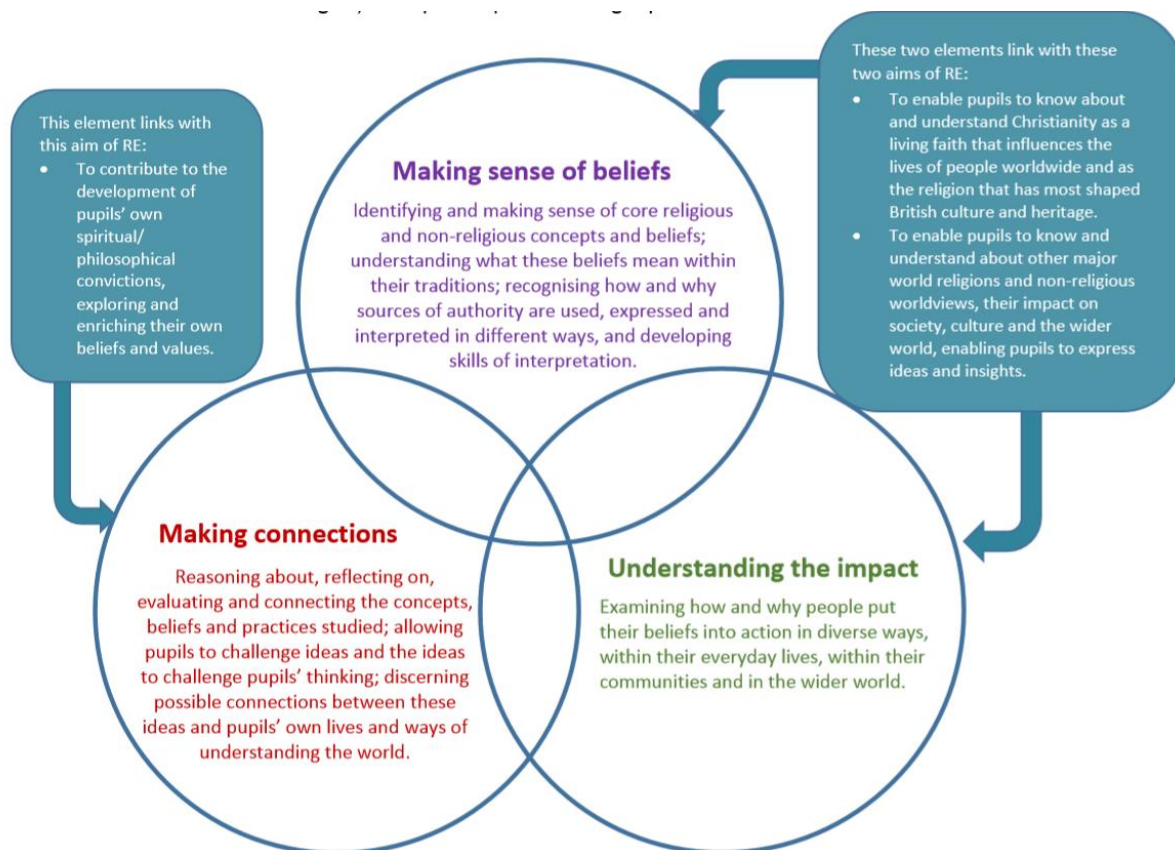 This element links with
this aim of RE:
• To contribute to the
development of
pupils' own
spiritual/
philosophical
convictions,
exploring and
enriching their own
beliefs and values.
These two elements link with these
two aims of RE:
• To enable pupils to know about
and understand Christianity as a
living faith that influences the
lives of people worldwide and as
the religion that has most shaped
British culture and heritage.
• To enable pupils to know and
understand about other major
world religions and non-religious
worldviews, their impact on
society, culture and the wider
world, enabling pupils to express
ideas and insights.
Making sense of beliefs
Identifying and making sense of core religious
and non-religious concepts and beliefs;
understanding what these beliefs mean within
their traditions; recognising how and why
sources of authority are used, expressed and
interpreted in different ways, and developing
skills of interpretation.
Making connections
Reasoning about, reflecting on,
evaluating and connecting the concepts,
beliefs and practices studied; allowing
pupils to challenge ideas and the ideas
to challenge pupils' thinking; discerning
possible connections between these
ideas and pupils' own lives and ways of
understanding the world.
Understanding the impact
Examining how and why people put
their beliefs into action in diverse ways,
within their everyday lives, within their
communities and in the wider world.